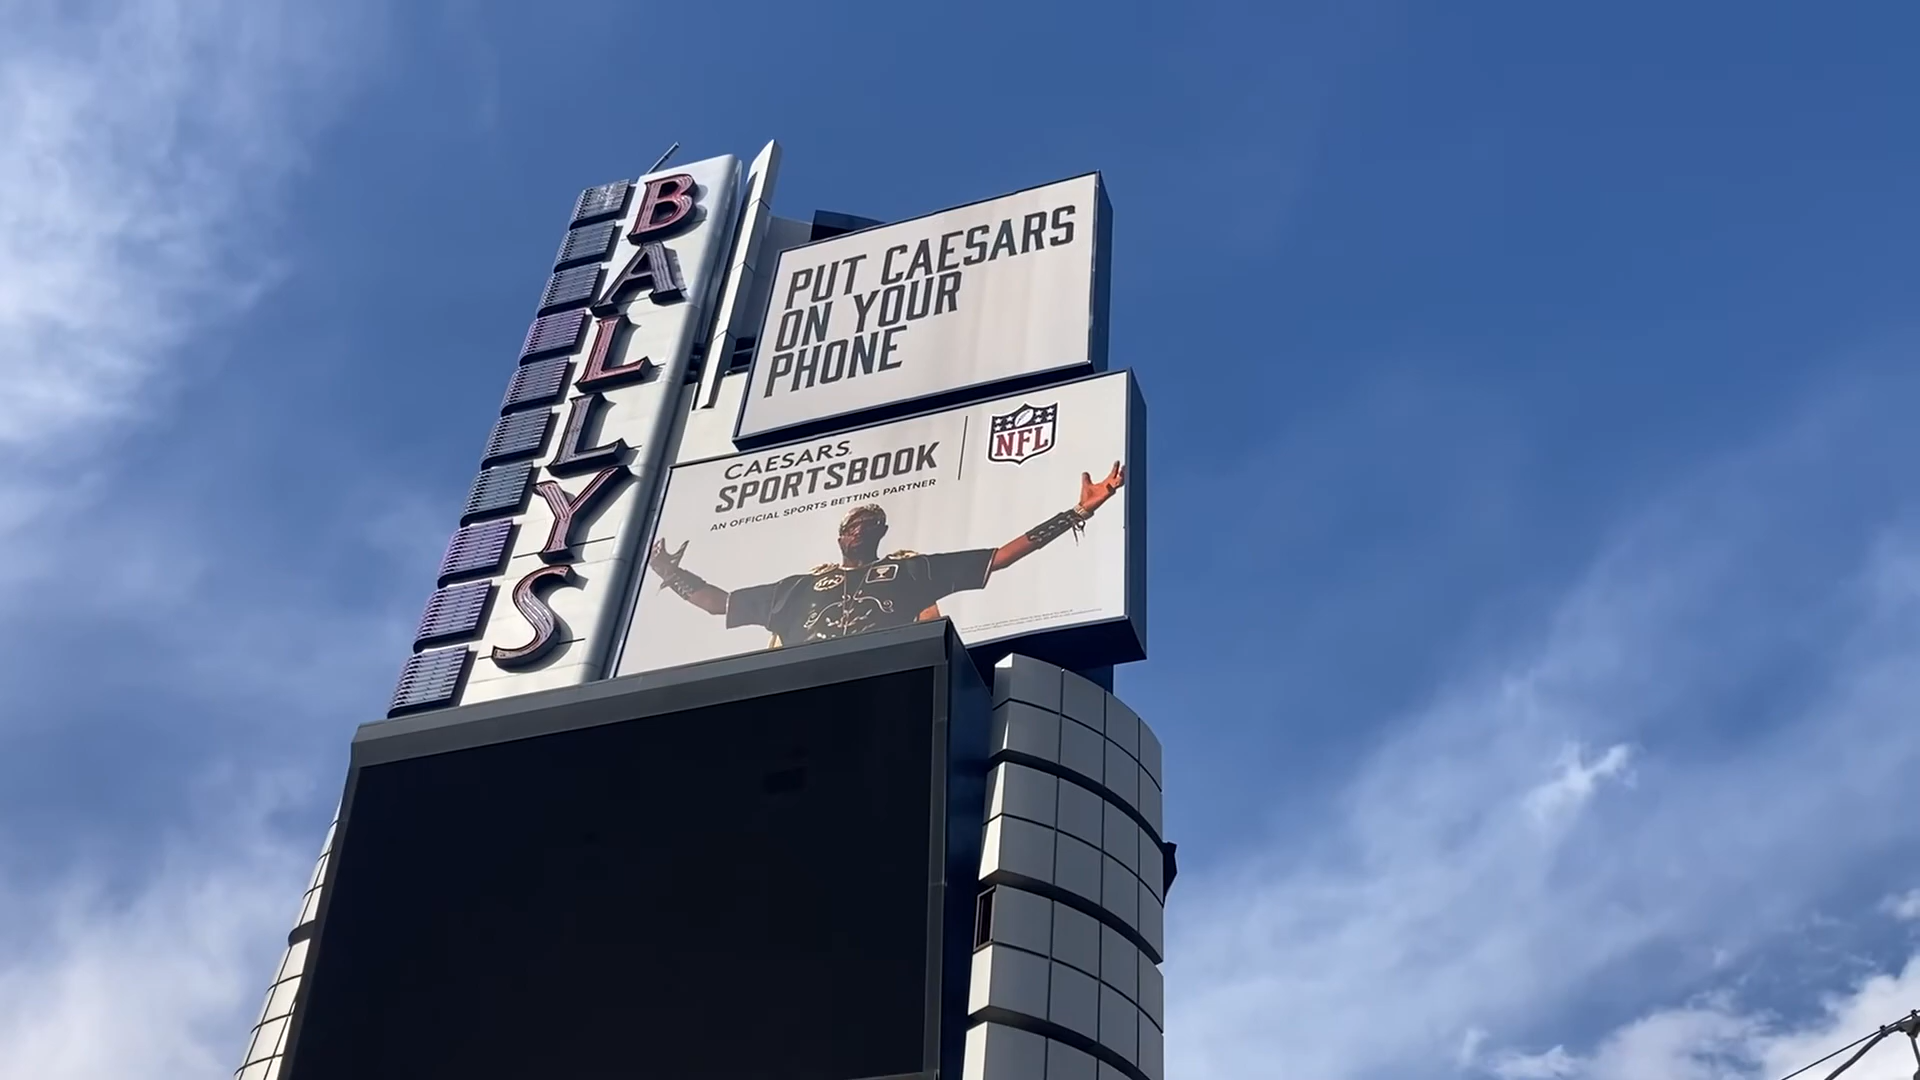 BALLYS
PUT CAESARS
ON YOUR
PHONE
CAESARS
SPORTSBOOK
AN OFFICIAL SPORTS BETTING PARTNER
NFL